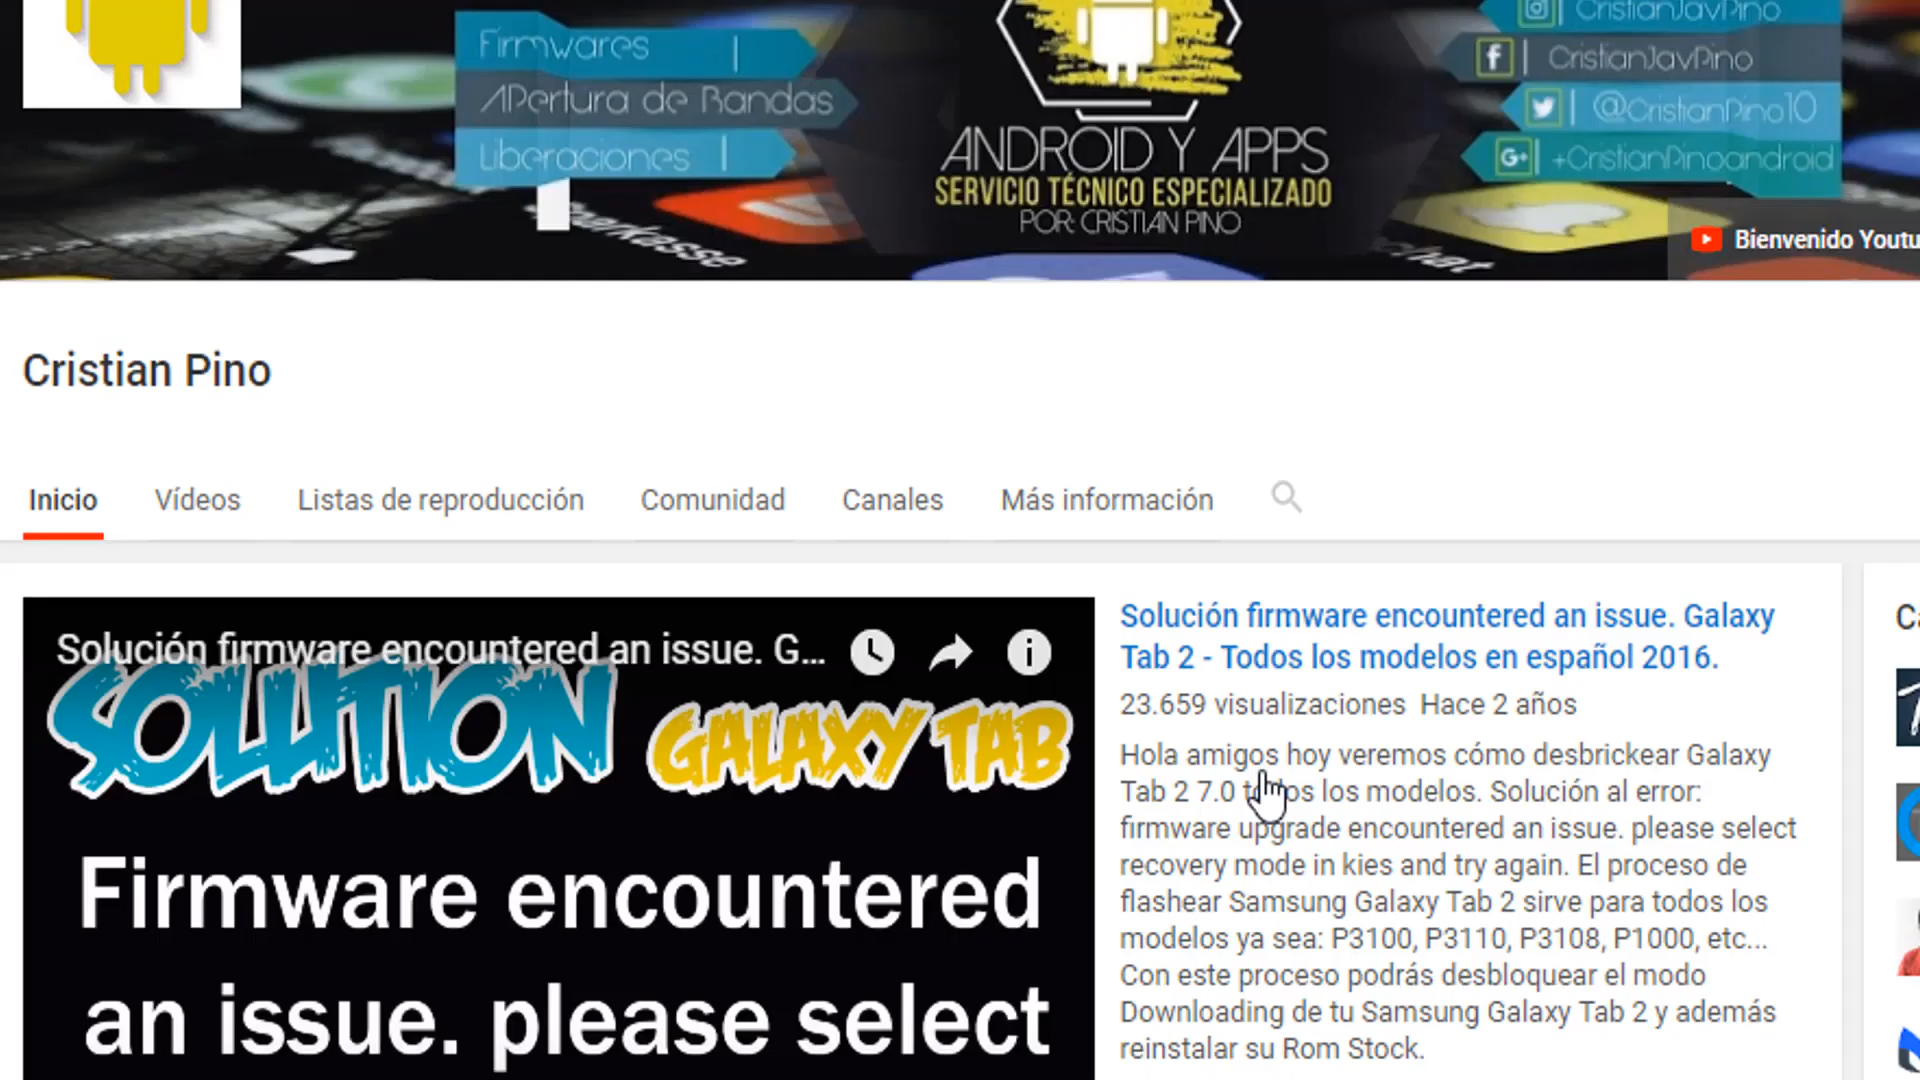 Firmwares
APertura de Bandas
Liberaciones
ANDROID Y APPS
SERVICIO TÉCNICO ESPECIALIZADO
POR: CRISTIAN PINO
CristianJavPino
CristianJavPino
@CristianPino10
+CristianPinoandroid
parkasse
chat
Bienvenido Youtu
Cristian Pino
Inicio
Vídeos
Listas de reproducción
Comunidad
Canales
Más información
Solución firmware encountered an issue. G...
SOLUTION GALAXY TAB
Firmware encountered
an issue. please select
Solución firmware encountered an issue. Galaxy
Tab 2 - Todos los modelos en español 2016.
23.659 visualizaciones Hace 2 años
Hola amigos hoy veremos cómo desbrickear Galaxy
Tab 2 7.0 todos los modelos. Solución al error:
firmware upgrade encountered an issue. please select
recovery mode in kies and try again. El proceso de
flashear Samsung Galaxy Tab 2 sirve para todos los
modelos ya sea: P3100, P3110, P3108, P1000, etc...
Con este proceso podrás desbloquear el modo
Downloading de tu Samsung Galaxy Tab 2 y además
reinstalar su Rom Stock.
Ca